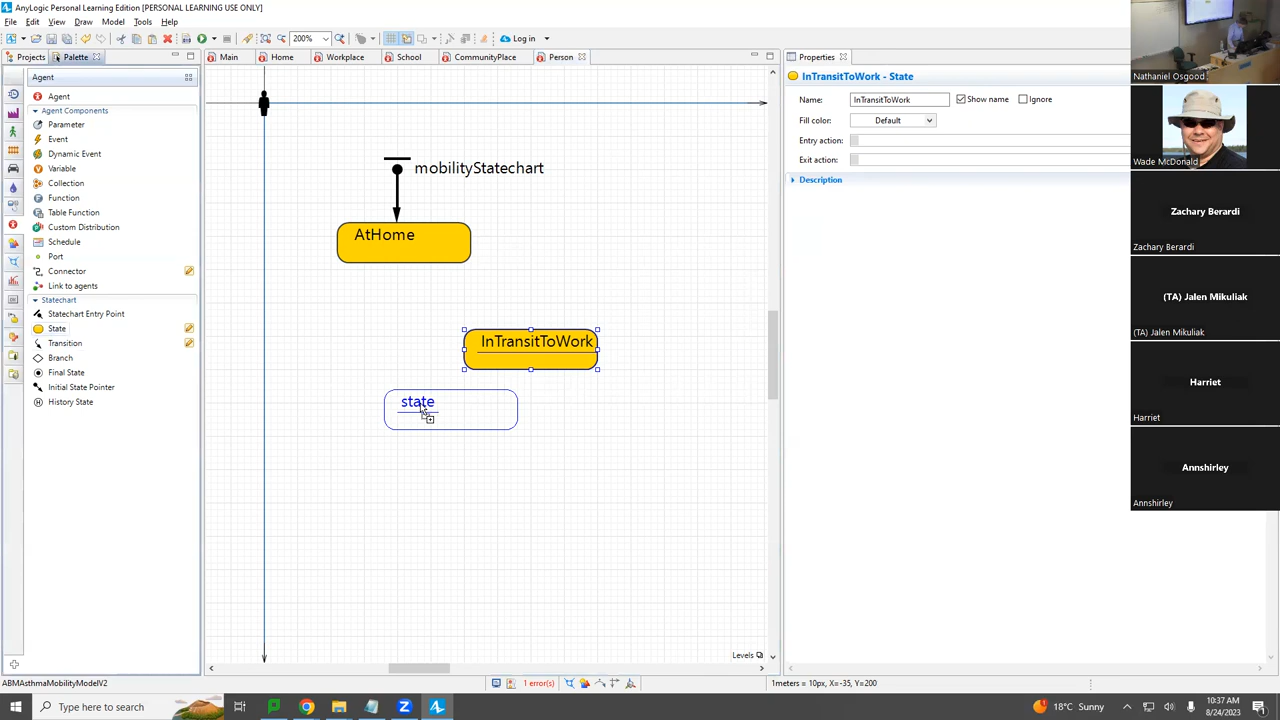 AnyLogic Personal Learning Edition [PERSONAL LEARNING USE ONLY]
File Edit View Draw Model Tools Help
200%
Log in
Projects
Palette
Main
Home
Workplace
School
CommunityPlace
Person
Properties
Agent
Agent
Agent Components
Parameter
Event
Dynamic Event
Variable
Collection
Function
Table Function
Custom Distribution
Schedule
Port
Connector
Link to agents
Statechart
Statechart Entry Point
State
Transition
Branch
Final State
Initial State Pointer
History State
mobilityStatechart
AtHome
InTransitToWork
state
Levels
InTransitToWork - State
Name:
InTransitToWork
Show name
Ignore
Fill color:
Default
Entry action:
Exit action:
Description
Nathaniel Osgood
Wade McDonald
Zachary Berardi
Zachary Berardi
(TA) Jalen Mikuliak
(TA) Jalen Mikuliak
Harriet
Harriet
Annshirley
Annshirley
ABMAsthmaMobilityModelV2
1 error(s)
1meters = 10px, X=-35, Y=200
Type here to search
18°C Sunny
10:37 AM
8/24/2023
1